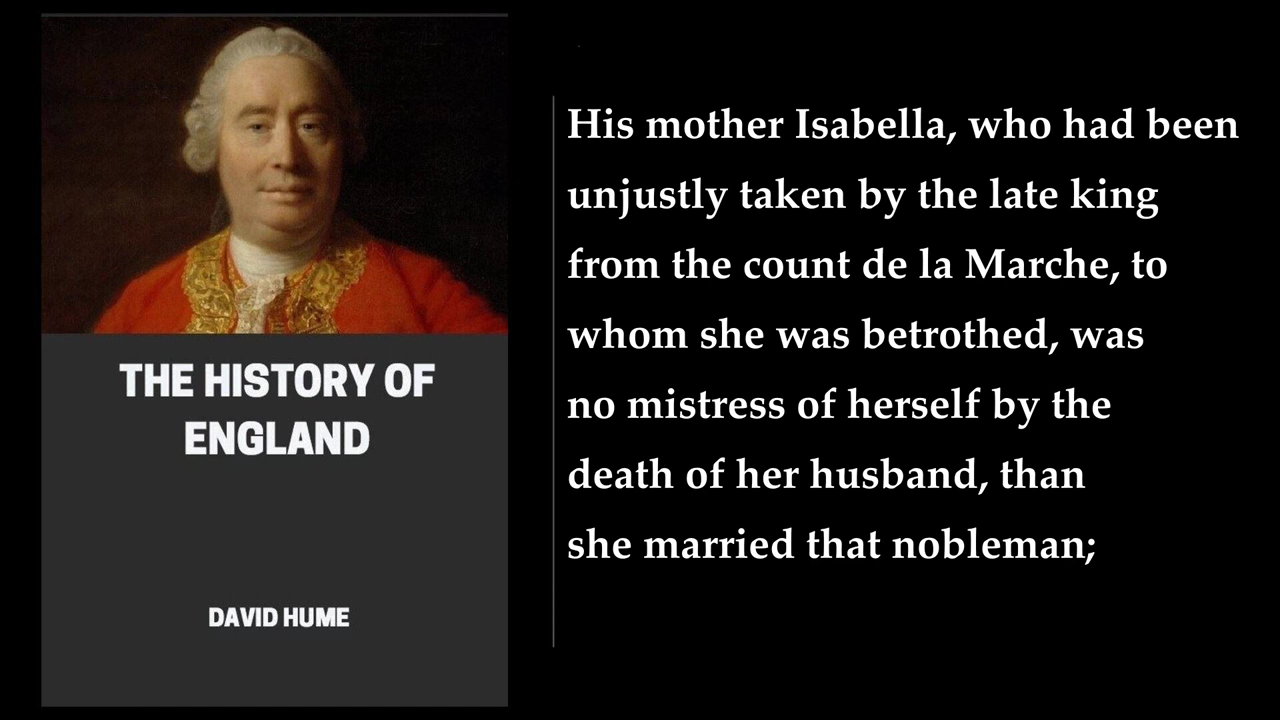 THE HISTORY OF
ENGLAND
DAVID HUME
His mother Isabella, who had been
unjustly taken by the late king
from the count de la Marche, to
whom she was betrothed, was
no mistress of herself by the
death of her husband, than
she married that nobleman;